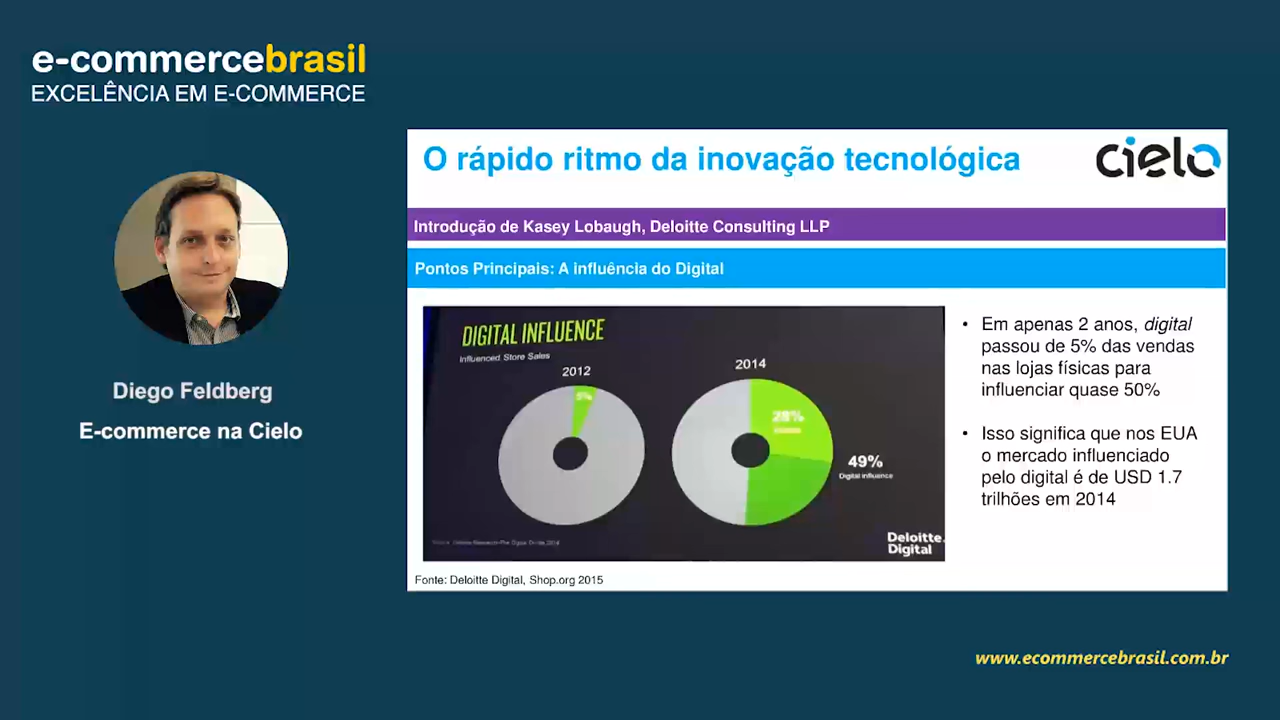 e-commercebrasil
EXCELÊNCIA EM E-COMMERCE
Diego Feldberg
E-commerce na Cielo
O rápido ritmo da inovação tecnológica
cielo
Introdução de Kasey Lobaugh, Deloitte Consulting LLP
Pontos Principais: A influência do Digital
DIGITAL INFLUENCE
Influenced Store Sales
2012
5%
2014
28%
49%
Digital influence
Deloitte.
Digital
• Em apenas 2 anos, digital
passou de 5% das vendas
nas lojas físicas para
influenciar quase 50%
• Isso significa que nos EUA
o mercado influenciado
pelo digital é de USD 1.7
trilhões em 2014
Fonte: Deloitte Digital, Shop.org 2015
www.ecommercebrasil.com.br